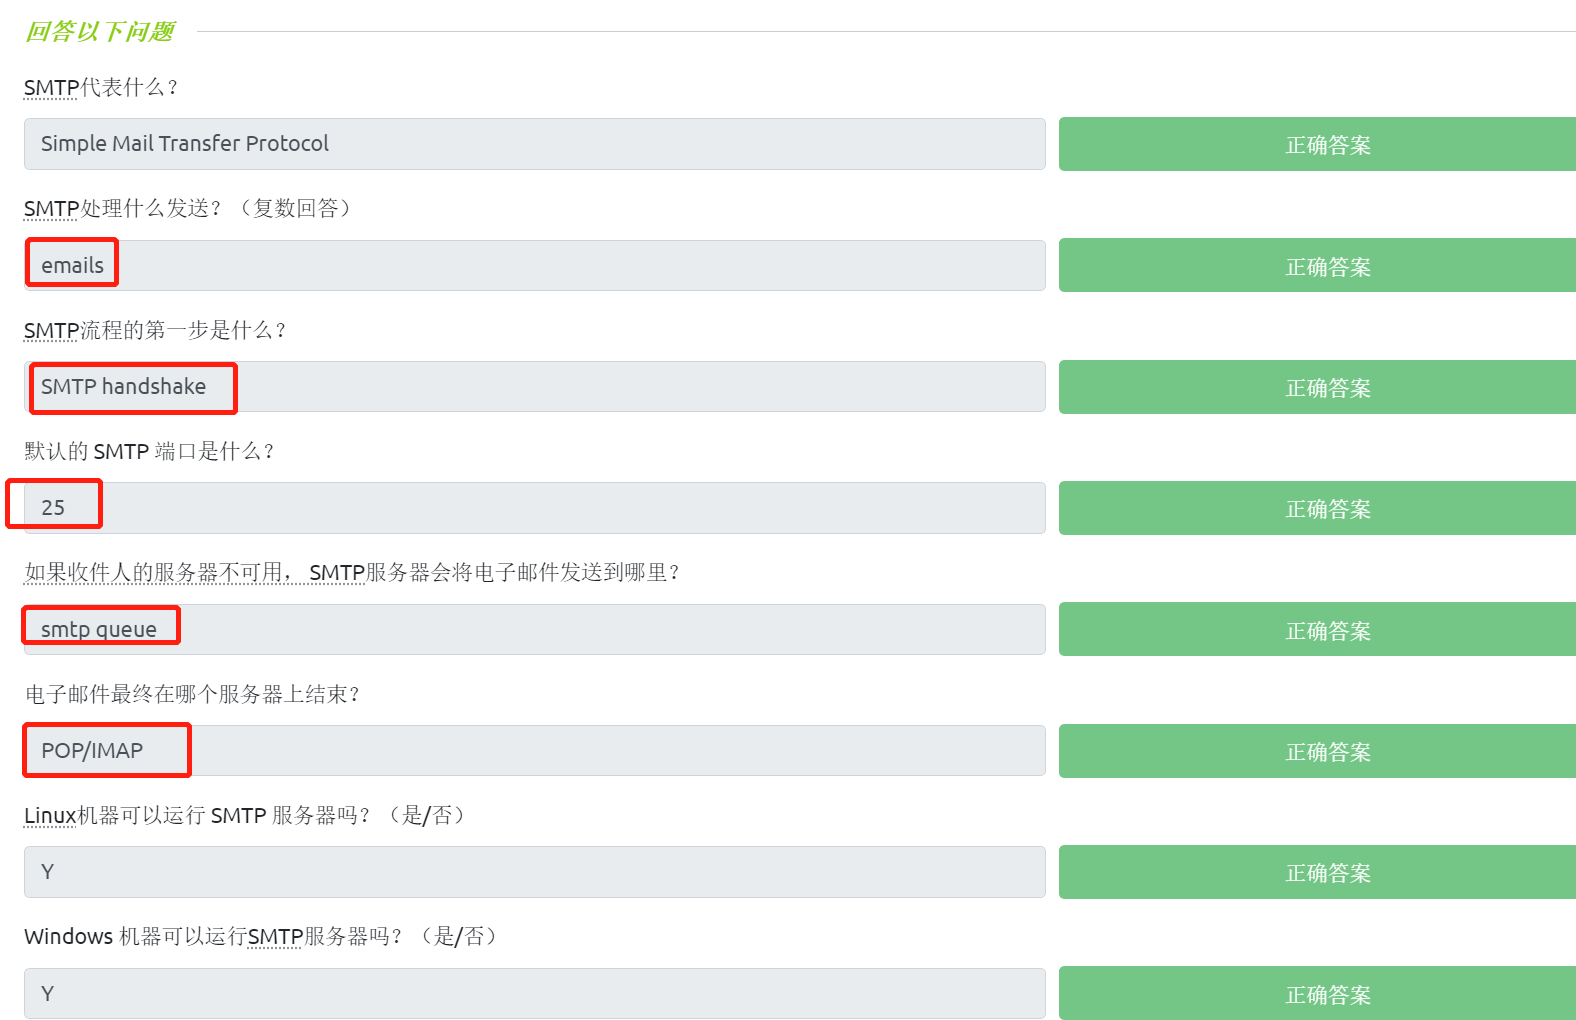 回答以下问题
SMTP代表什么？
Simple Mail Transfer Protocol
正确答案
SMTP处理什么发送？（复数回答）
emails
正确答案
SMTP流程的第一步是什么？
SMTP handshake
正确答案
默认的 SMTP 端口是什么？
25
正确答案
如果收件人的服务器不可用， SMTP服务器会将电子邮件发送到哪里？
smtp queue
正确答案
电子邮件最终在哪个服务器上结束？
POP/IMAP
正确答案
Linux机器可以运行 SMTP 服务器吗？（是/否）
Y
正确答案
Windows 机器可以运行SMTP服务器吗？（是/否）
Y
正确答案